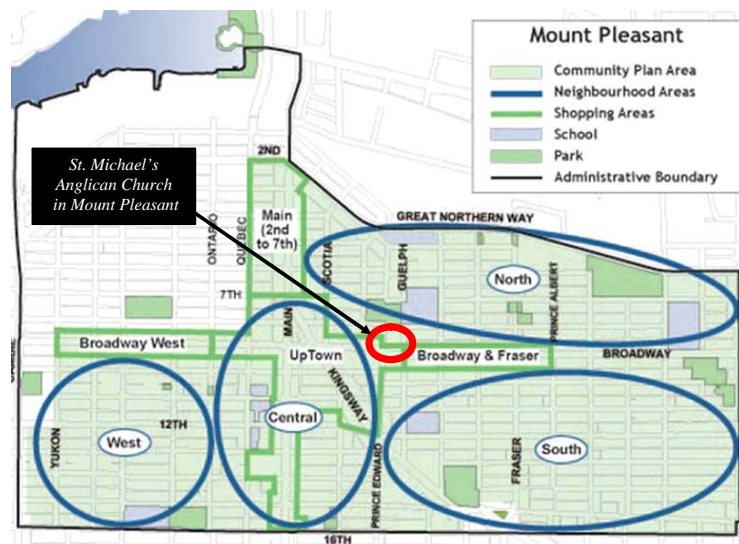 Mount Pleasant
Community Plan Area
Neighbourhood Areas
Shopping Areas
School
Park
Administrative Boundary
St. Michael's
Anglican Church
in Mount Pleasant
2ND
Main
(2nd
to 7th)
GREAT NORTHERN WAY
ONTARIO
QUEBEC
SCOTIA
GUELPH
North
PRINCE ALBERT
7TH
MAIN
Broadway West
UpTown
Broadway & Fraser
BROADWAY
KINGSWAY
YUKON
West
12TH
Central
PRINCE EDWARD
FRASER
South
16TH